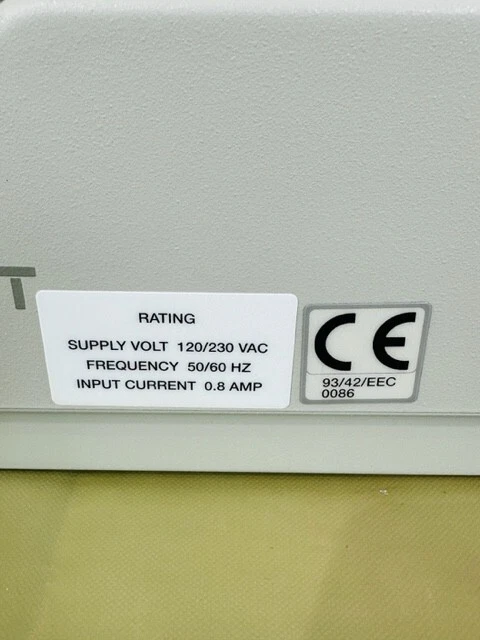 T
RATING
SUPPLY VOLT 120/230 VAC
FREQUENCY 50/60 HZ
INPUT CURRENT 0.8 AMP
CE
93/42/EEC
0086